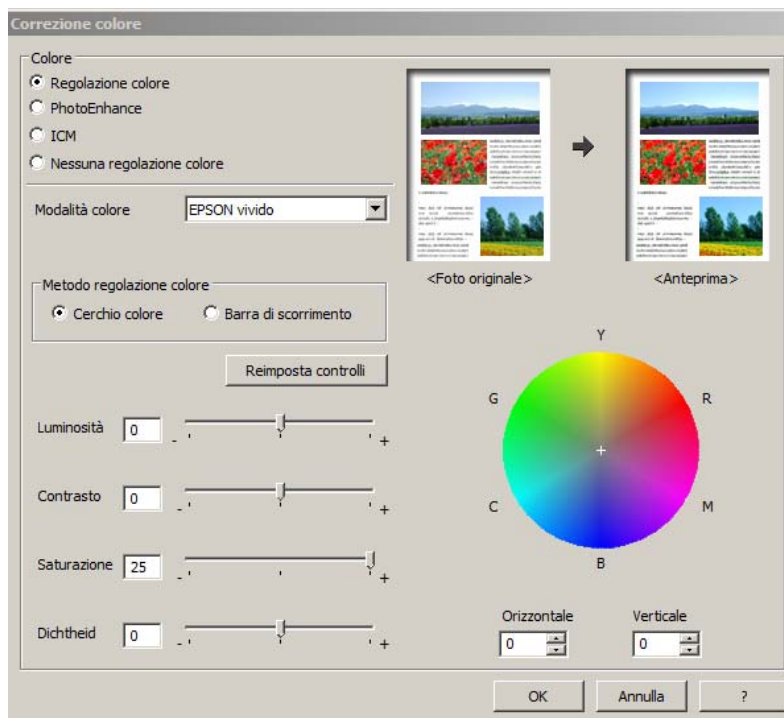 Correzione colore
Colore
Regolazione colore
PhotoEnhance
ICM
Nessuna regolazione colore
Modalità colore
EPSON vivido
Metodo regolazione colore
Cerchio colore
Barra di scorrimento
Reimposta controlli
Luminosità
0
-
+
Contrasto
0
-
+
Saturazione
25
-
+
Dichtheid
0
-
+
<Foto originale>
<Anteprima>
Y
G
R
C
M
B
Orizzontale
Verticale
0
0
OK
Annulla
?